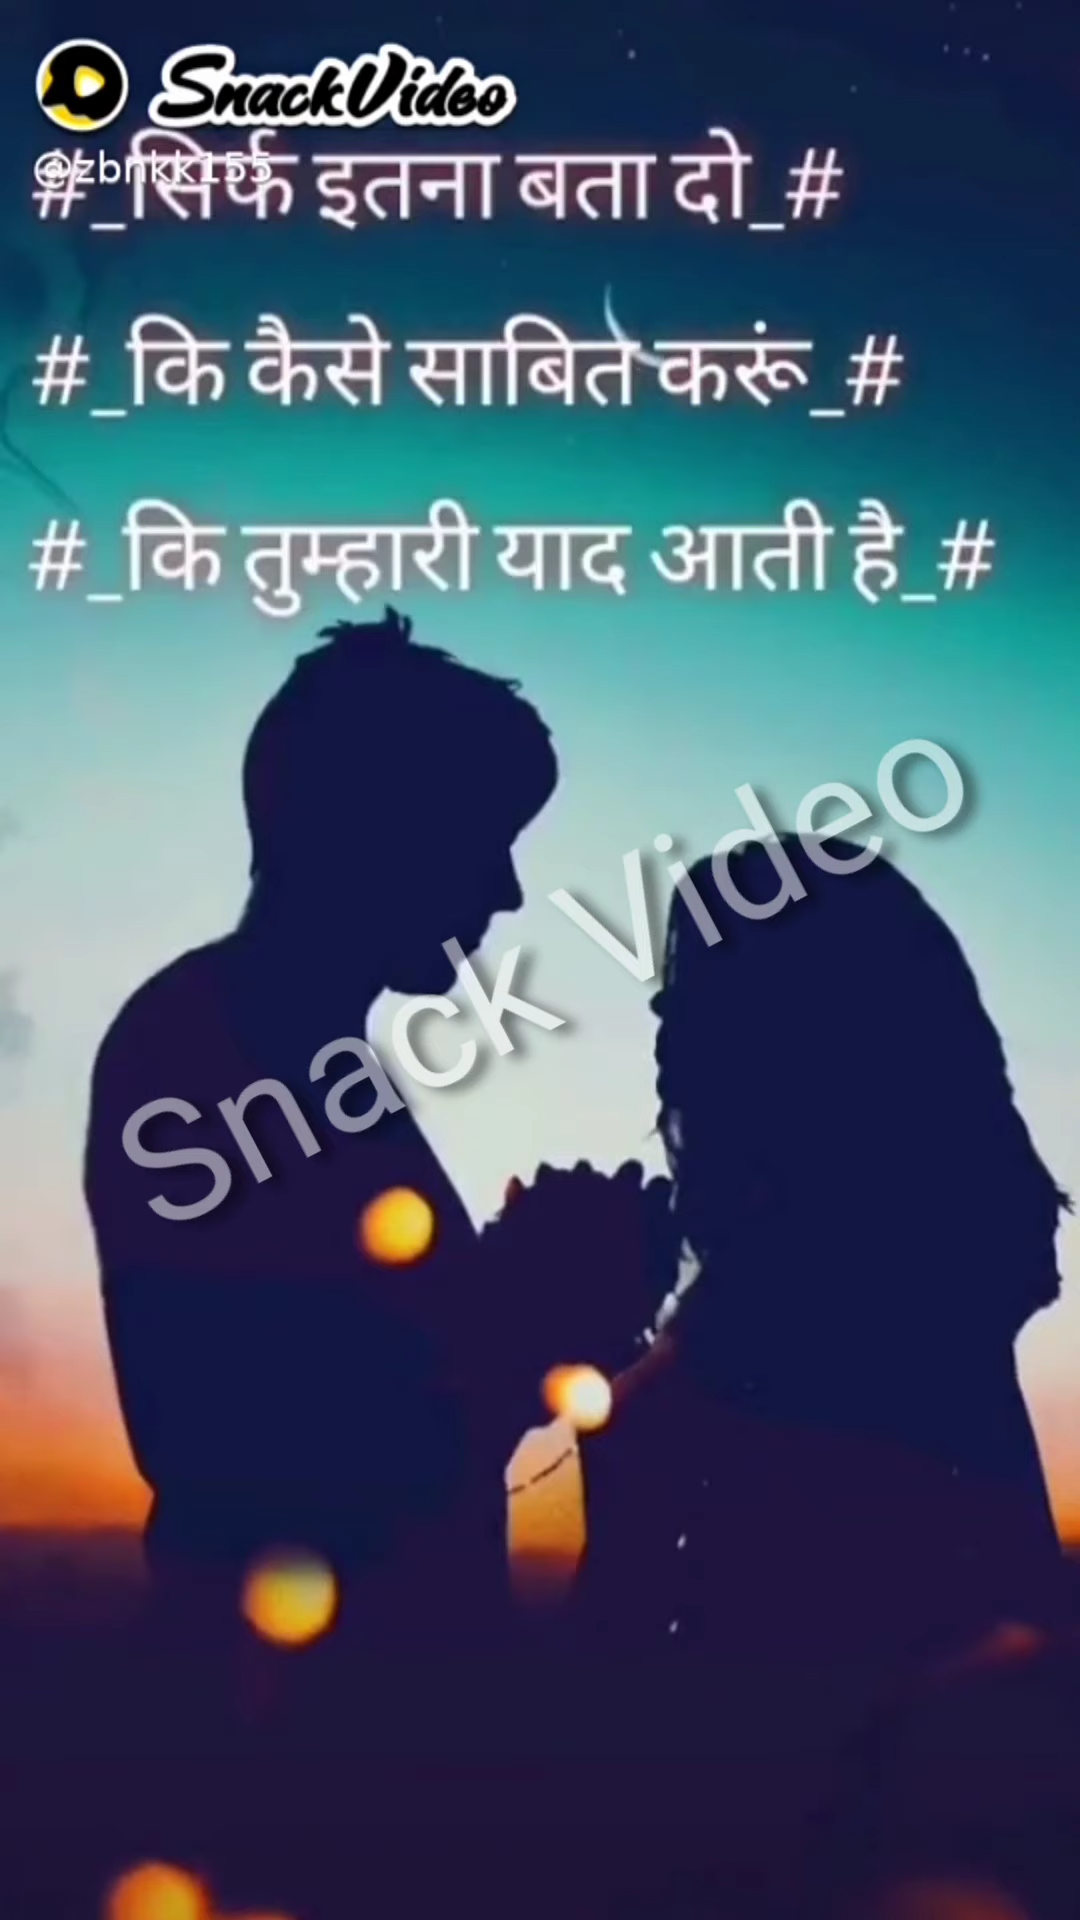 SnackVideo
@zbnkk155
#_सिर्फ इतना बता दो_#
#_कि कैसे साबित करूं_#
#_कि तुम्हारी याद आती है_#
Snack Video